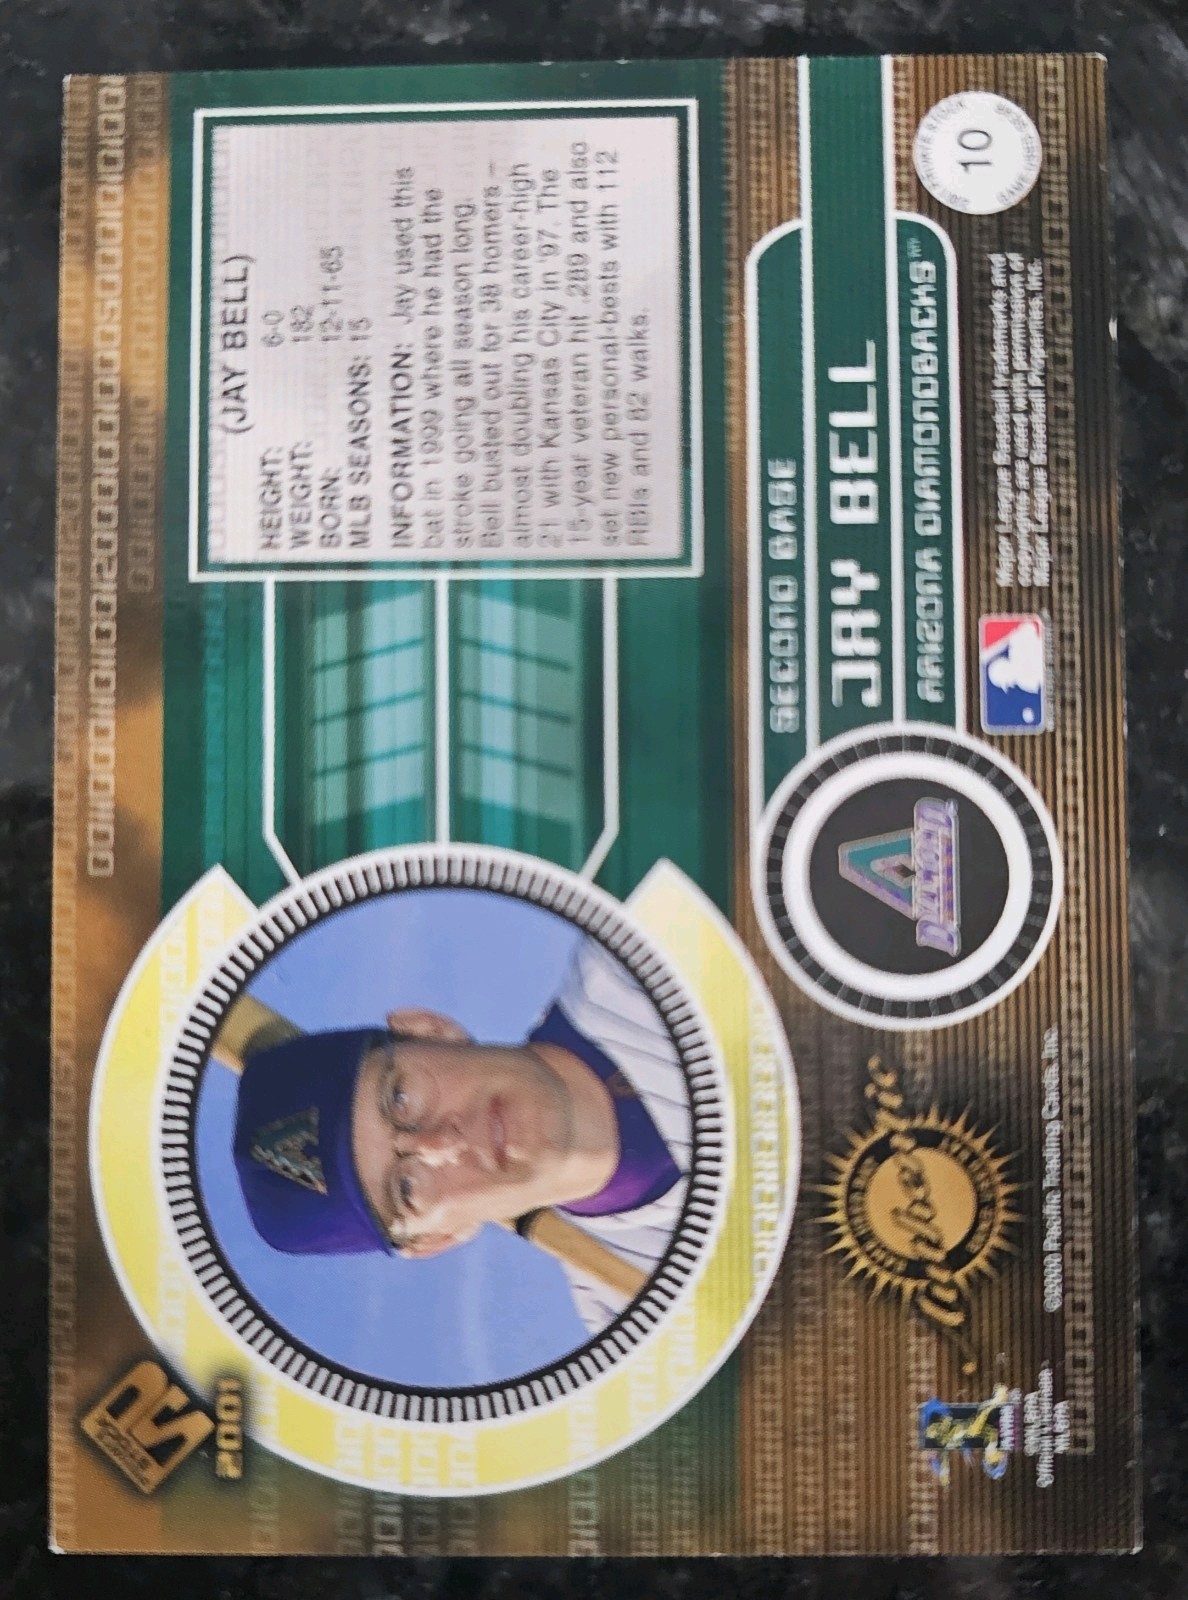 (JAY BELL)
HEIGHT: 6-0
WEIGHT: 182
BORN: 12-11-65
MLB SEASONS: 15
INFORMATION: Jay used this
bat in 1999 where he had the
stroke going all season long.
Bell busted out for 38 homers –
almost doubling his career-high
21 with Kansas City in '97. The
15-year veteran hit .289 and also
set new personal-bests with 112
RBIs and 82 walks.
2001
SECOND BASE
JAY BELL
ARIZONA DIAMONDBACKS
10
Major League Baseball trademarks and
copyrights are used with permission of
Major League Baseball Properties, Inc.
Authentic
©2000 Pacific Trading Cards, Inc.